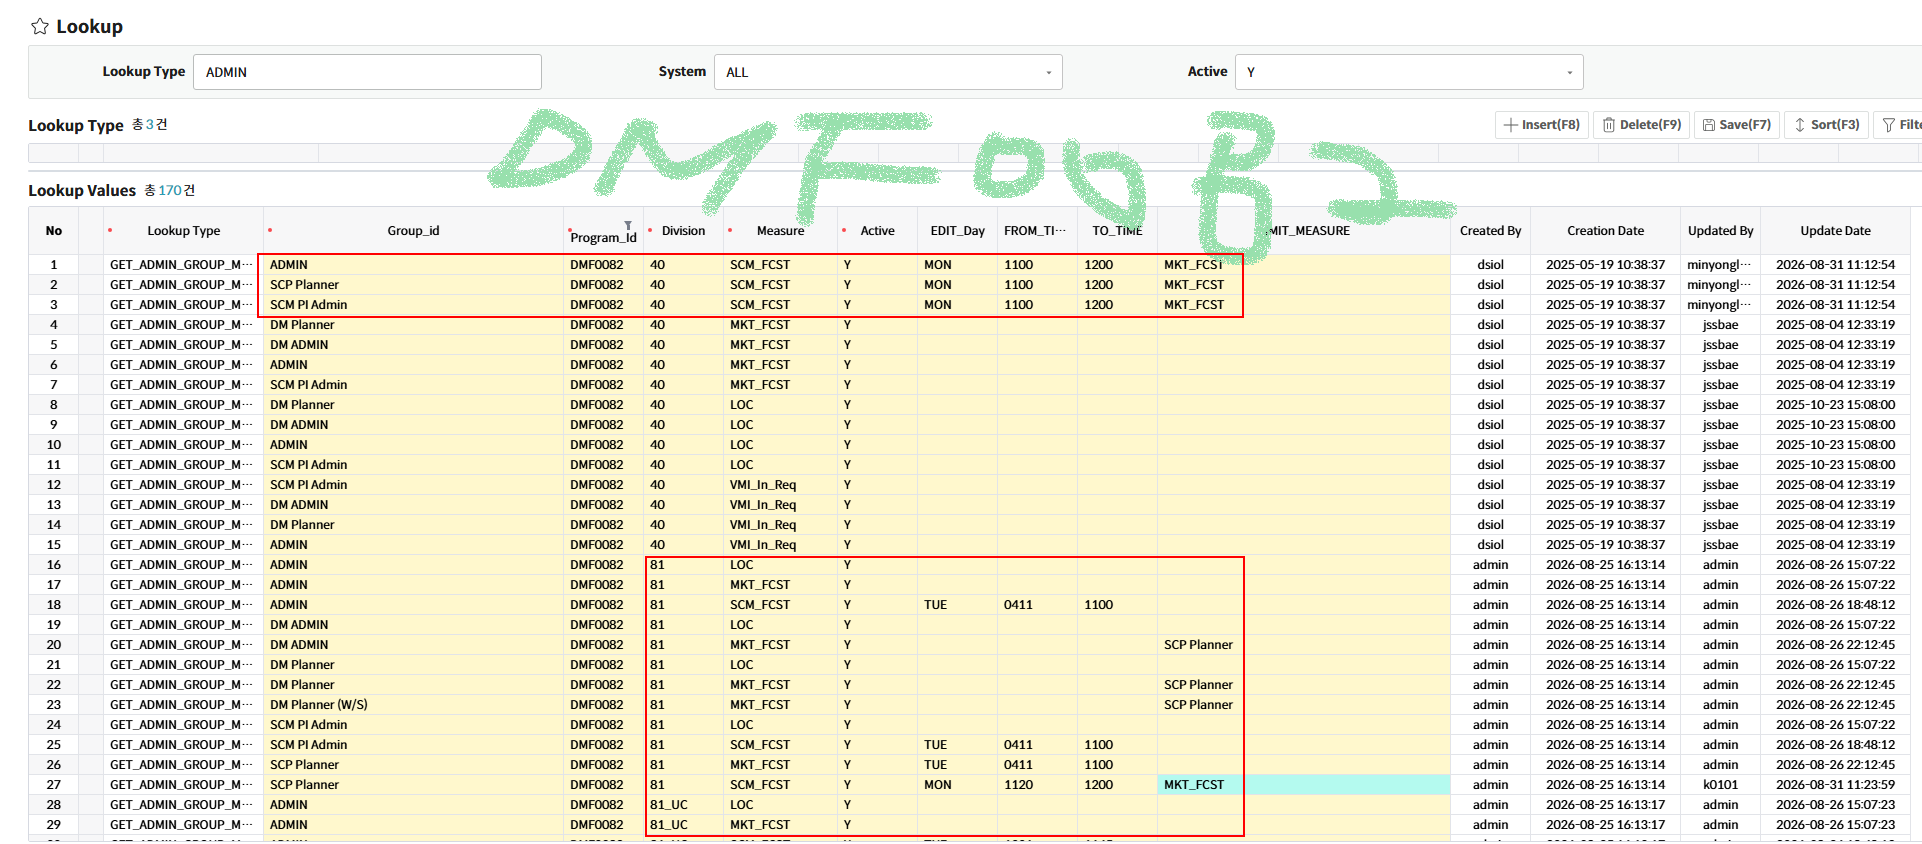 Lookup
Lookup Type ADMIN System ALL Active Y
DMF0082
Lookup Type 총 3 건 Insert(F8) Delete(F9) Save(F7) Sort(F3)
Lookup Values 총 170 건
No Lookup Type Group_id Program_Id Division Measure Active EDIT_Day FROM_TI··· TO_TIME MIT_MEASURE Created By Creation Date Updated By Update Date
1 GET_ADMIN_GROUP_M··· ADMIN DMF0082 40 SCM_FCST Y MON 1100 1200 MKT_FCST dsiol 2025-05-19 10:38:37 minyongl··· 2026-08-31 11:12:54
2 GET_ADMIN_GROUP_M··· SCP Planner DMF0082 40 SCM_FCST Y MON 1100 1200 MKT_FCST dsiol 2025-05-19 10:38:37 minyongl··· 2026-08-31 11:12:54
3 GET_ADMIN_GROUP_M··· SCM PI Admin DMF0082 40 SCM_FCST Y MON 1100 1200 MKT_FCST dsiol 2025-05-19 10:38:37 minyongl··· 2026-08-31 11:12:54
4 GET_ADMIN_GROUP_M··· DM Planner DMF0082 40 MKT_FCST Y dsiol 2025-05-19 10:38:37 jssbae 2025-08-04 12:33:19
5 GET_ADMIN_GROUP_M··· DM ADMIN DMF0082 40 MKT_FCST Y dsiol 2025-05-19 10:38:37 jssbae 2025-08-04 12:33:19
6 GET_ADMIN_GROUP_M··· ADMIN DMF0082 40 MKT_FCST Y dsiol 2025-05-19 10:38:37 jssbae 2025-08-04 12:33:19
7 GET_ADMIN_GROUP_M··· SCM PI Admin DMF0082 40 MKT_FCST Y dsiol 2025-05-19 10:38:37 jssbae 2025-08-04 12:33:19
8 GET_ADMIN_GROUP_M··· DM Planner DMF0082 40 LOC Y dsiol 2025-05-19 10:38:37 jssbae 2025-10-23 15:08:00
9 GET_ADMIN_GROUP_M··· DM ADMIN DMF0082 40 LOC Y dsiol 2025-05-19 10:38:37 jssbae 2025-10-23 15:08:00
10 GET_ADMIN_GROUP_M··· ADMIN DMF0082 40 LOC Y dsiol 2025-05-19 10:38:37 jssbae 2025-10-23 15:08:00
11 GET_ADMIN_GROUP_M··· SCM PI Admin DMF0082 40 LOC Y dsiol 2025-05-19 10:38:37 jssbae 2025-10-23 15:08:00
12 GET_ADMIN_GROUP_M··· SCM PI Admin DMF0082 40 VMI_In_Req Y dsiol 2025-05-19 10:38:37 jssbae 2025-08-04 12:33:19
13 GET_ADMIN_GROUP_M··· DM ADMIN DMF0082 40 VMI_In_Req Y dsiol 2025-05-19 10:38:37 jssbae 2025-08-04 12:33:19
14 GET_ADMIN_GROUP_M··· DM Planner DMF0082 40 VMI_In_Req Y dsiol 2025-05-19 10:38:37 jssbae 2025-08-04 12:33:19
15 GET_ADMIN_GROUP_M··· ADMIN DMF0082 40 VMI_In_Req Y dsiol 2025-05-19 10:38:37 jssbae 2025-08-04 12:33:19
16 GET_ADMIN_GROUP_M··· ADMIN DMF0082 81 LOC Y admin 2026-08-25 16:13:14 admin 2026-08-26 15:07:22
17 GET_ADMIN_GROUP_M··· ADMIN DMF0082 81 MKT_FCST Y admin 2026-08-25 16:13:14 admin 2026-08-26 15:07:22
18 GET_ADMIN_GROUP_M··· ADMIN DMF0082 81 SCM_FCST Y TUE 0411 1100 admin 2026-08-25 16:13:14 admin 2026-08-26 18:48:12
19 GET_ADMIN_GROUP_M··· DM ADMIN DMF0082 81 LOC Y admin 2026-08-25 16:13:14 admin 2026-08-26 15:07:22
20 GET_ADMIN_GROUP_M··· DM ADMIN DMF0082 81 MKT_FCST Y SCP Planner admin 2026-08-25 16:13:14 admin 2026-08-26 22:12:45
21 GET_ADMIN_GROUP_M··· DM Planner DMF0082 81 LOC Y admin 2026-08-25 16:13:14 admin 2026-08-26 15:07:22
22 GET_ADMIN_GROUP_M··· DM Planner DMF0082 81 MKT_FCST Y SCP Planner admin 2026-08-25 16:13:14 admin 2026-08-26 22:12:45
23 GET_ADMIN_GROUP_M··· DM Planner (W/S) DMF0082 81 MKT_FCST Y SCP Planner admin 2026-08-25 16:13:14 admin 2026-08-26 22:12:45
24 GET_ADMIN_GROUP_M··· SCM PI Admin DMF0082 81 LOC Y admin 2026-08-25 16:13:14 admin 2026-08-26 15:07:22
25 GET_ADMIN_GROUP_M··· SCM PI Admin DMF0082 81 SCM_FCST Y TUE 0411 1100 admin 2026-08-25 16:13:14 admin 2026-08-26 18:48:12
26 GET_ADMIN_GROUP_M··· SCP Planner DMF0082 81 MKT_FCST Y TUE 0411 1100 admin 2026-08-25 16:13:14 admin 2026-08-26 22:12:45
27 GET_ADMIN_GROUP_M··· SCP Planner DMF0082 81 SCM_FCST Y MON 1120 1200 MKT_FCST admin 2026-08-25 16:13:14 k0101 2026-08-31 11:23:59
28 GET_ADMIN_GROUP_M··· ADMIN DMF0082 81_UC LOC Y admin 2026-08-25 16:13:17 admin 2026-08-26 15:07:23
29 GET_ADMIN_GROUP_M··· ADMIN DMF0082 81_UC MKT_FCST Y admin 2026-08-25 16:13:17 admin 2026-08-26 15:07:23